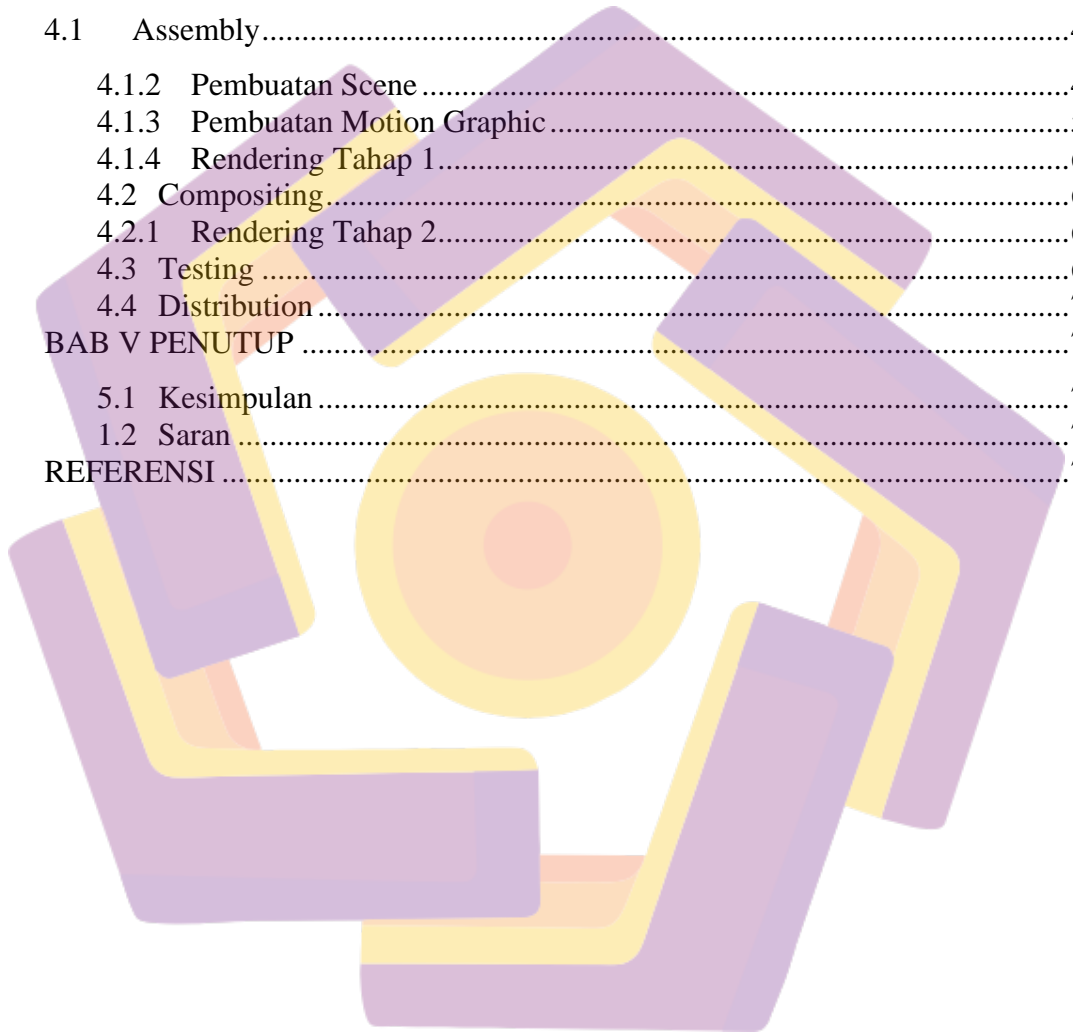 4.1 Assembly........................................................................................
4.1.2 Pembuatan Scene........................................................................
4.1.3 Pembuatan Motion Graphic........................................................
4.1.4 Rendering Tahap 1.....................................................................
4.2 Compositing..................................................................................
4.2.1 Rendering Tahap 2.....................................................................
4.3 Testing.........................................................................................
4.4 Distribution...................................................................................
BAB V PENUTUP...................................................................................
5.1 Kesimpulan...................................................................................
1.2 Saran............................................................................................
REFERENSI............................................................................................